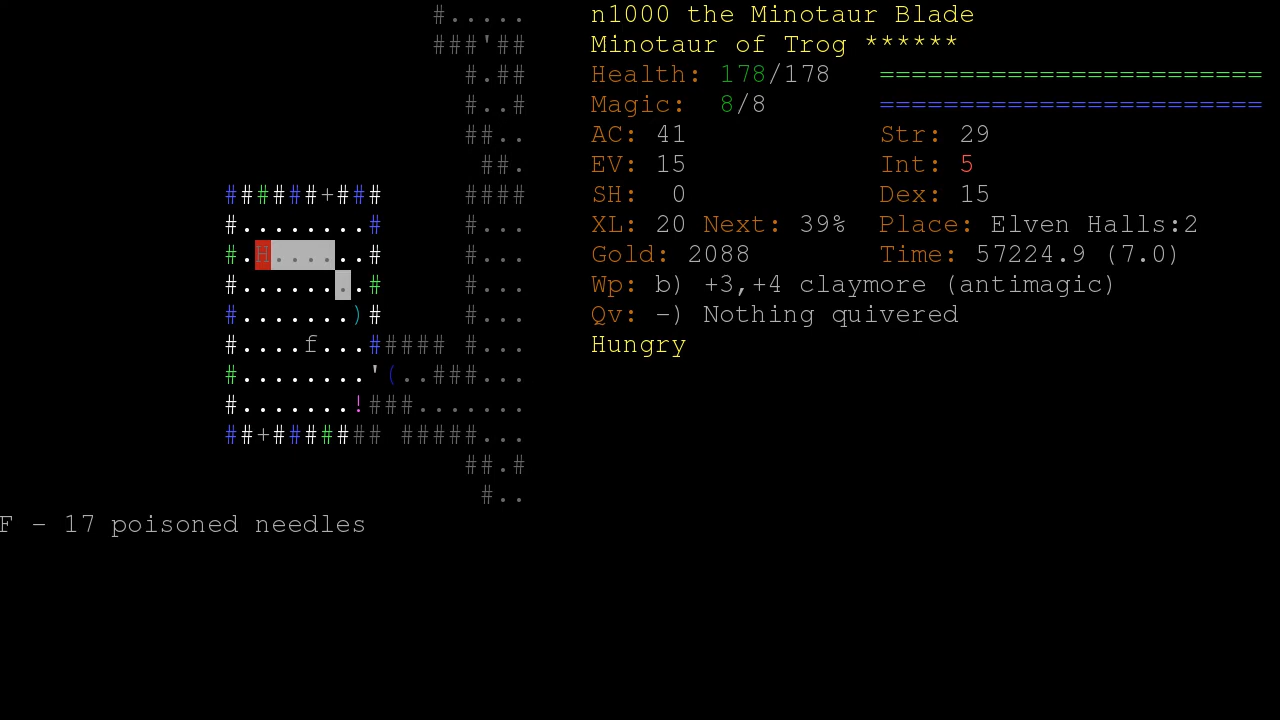 #..... n1000 the Minotaur Blade
###'## Minotaur of Trog ******
#.## Health: 178/178 ========================
#..# Magic: 8/8 ========================
##.. AC: 41 Str: 29
##. EV: 15 Int: 5
######+### #### SH: 0 Dex: 15
#........# #... XL: 20 Next: 39% Place: Elven Halls:2
#.H......# #... Gold: 2088 Time: 57224.9 (7.0)
#........# #... Wp: b) +3,+4 claymore (antimagic)
#.......)# #... Qv: -) Nothing quivered
#....f...##### #... Hungry
#........'(..###...
#.......!###.......
##+####### #####...
##.#
#..
F - 17 poisoned needles